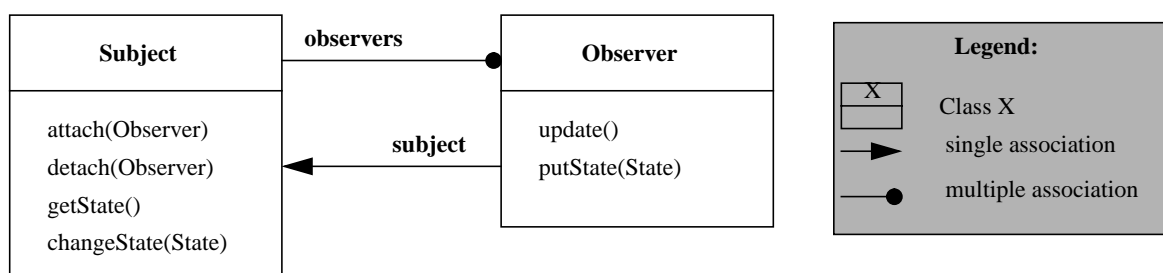 Subject
attach(Observer)
detach(Observer)
getState()
changeState(State)
observers
subject
Observer
update()
putState(State)
Legend:
X
Class X
single association
multiple association